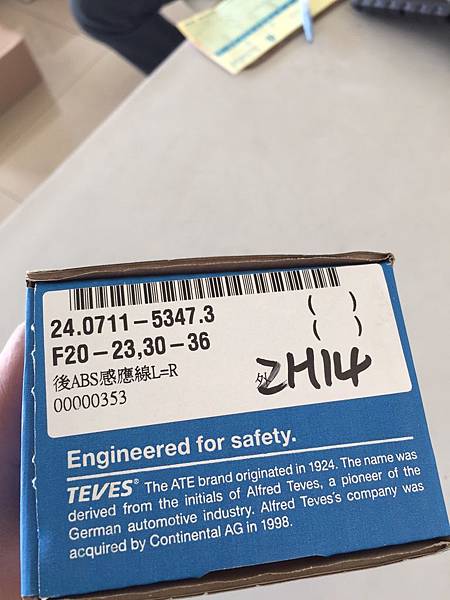 24.0711-5347.3
F20-23,30-36
後ABS感應線L=R
00000353
( )
( )
外
2H14
Engineered for safety.
TEVES® The ATE brand originated in 1924. The name was
derived from the initials of Alfred Teves, a pioneer of the
German automotive industry. Alfred Teves's company was
acquired by Continental AG in 1998.